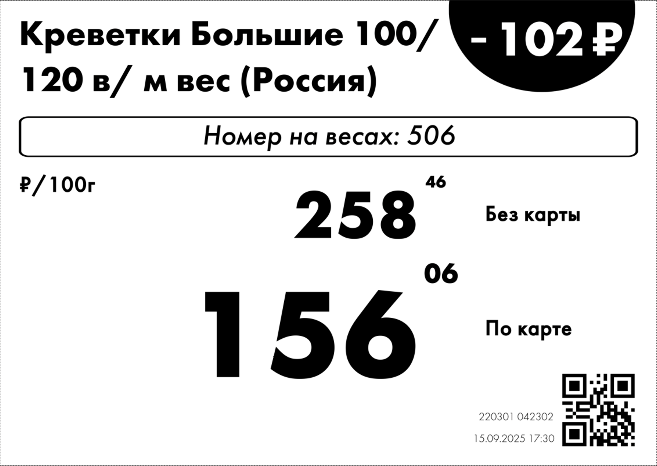 Креветки Большие 100/
120 в/ м вес (Россия)
- 102 ₽
Номер на весах: 506
₽/100г
258 46
Без карты
156 06
По карте
220301 042302
15.09.2025 17:30